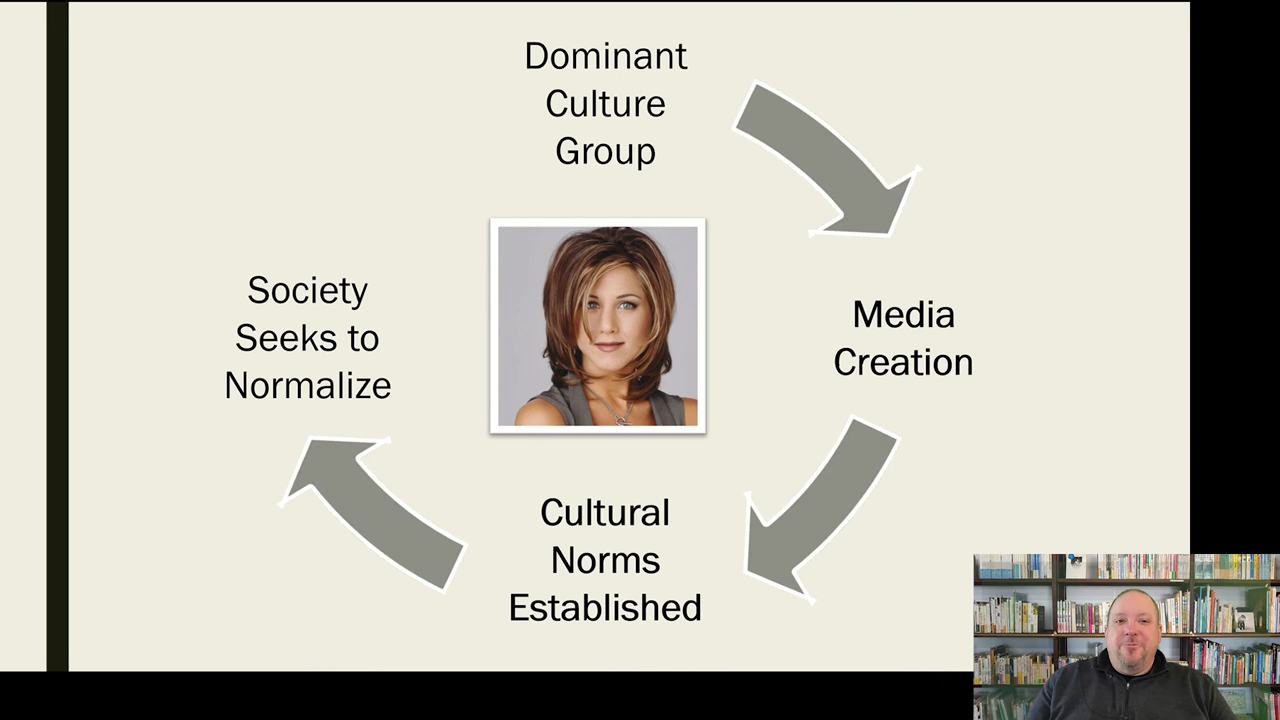 Dominant
Culture
Group
Media
Creation
Cultural
Norms
Established
Society
Seeks to
Normalize